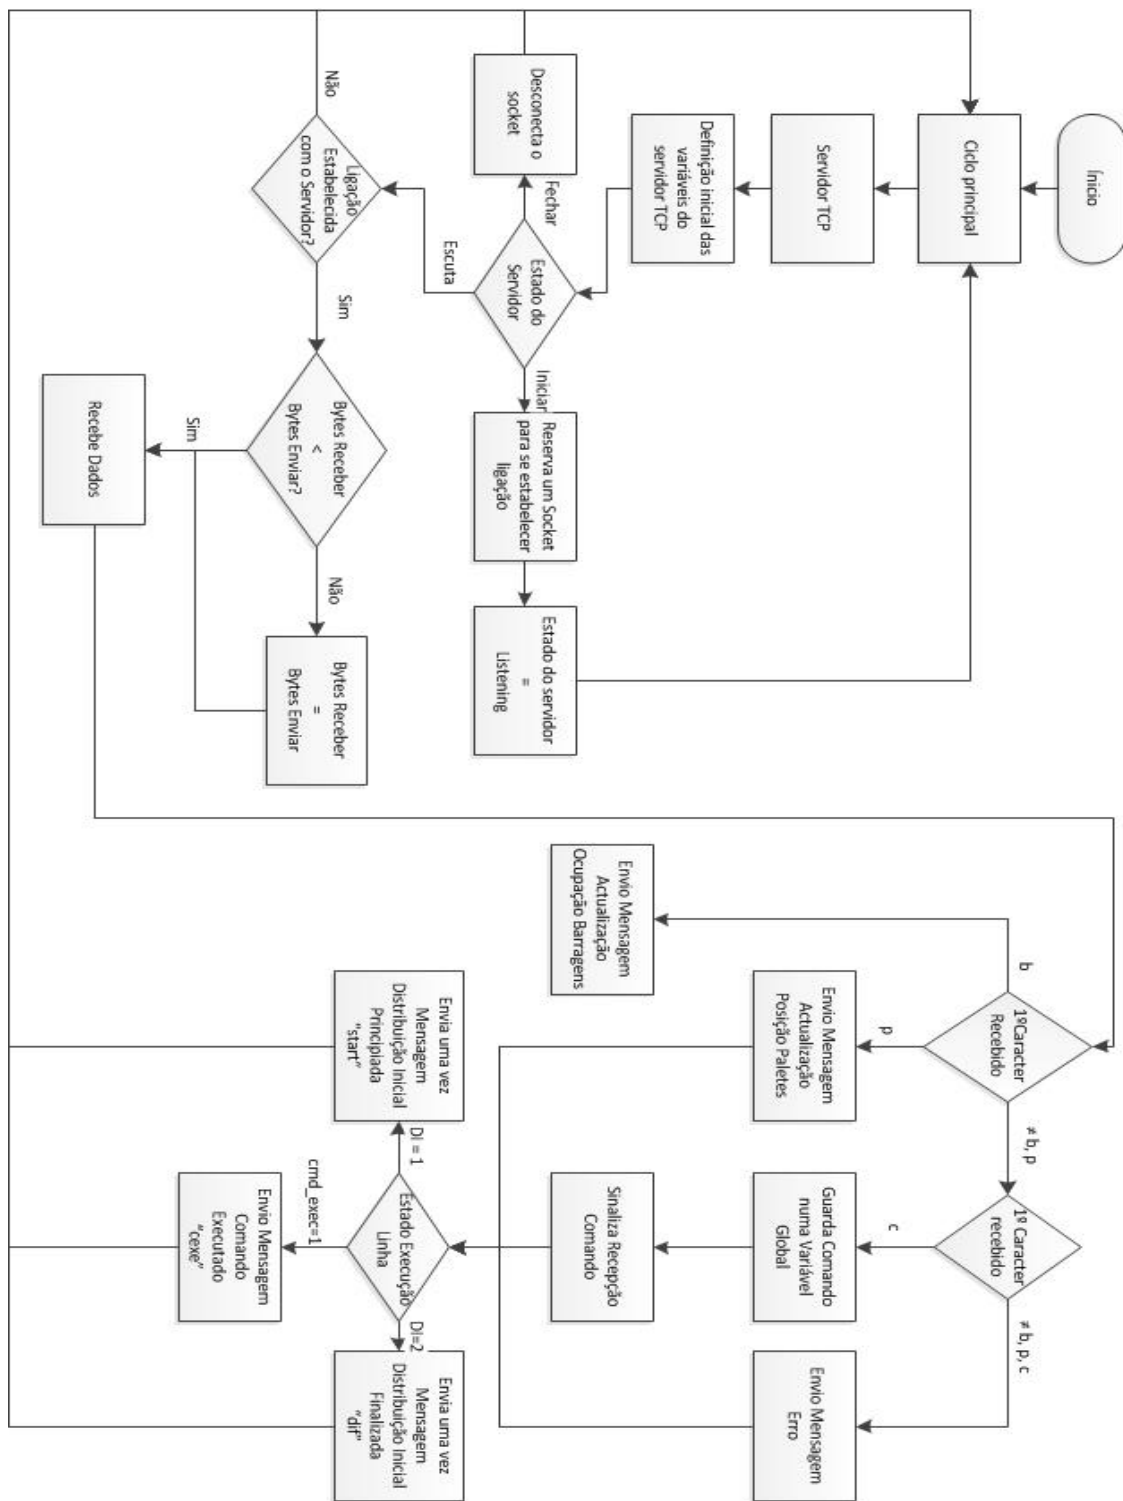 Ínicio
Ciclo principal
Servidor TCP
Definição inicial das
variáveis do
servidor TCP
Estado do
Servidor
Fechar
Desconecta o
socket
Iniciar
Reserva um Socket
para se estabelecer
ligação
Estado do servidor
=
Listening
Escuta
Ligação
Estabelecida
com o Servidor?
Não
Sim
Bytes Receber
<
Bytes Enviar?
Não
Bytes Receber
=
Bytes Enviar
Sim
Recebe Dados
1ºCaracter
Recebido
b
Envio Mensagem
Actualização
Ocupação Barragens
p
Envio Mensagem
Actualização
Posição Paletes
≠ b, p
1º Caracter
recebido
c
Guarda Comando
numa Variável
Global
Sinaliza Recepção
Comando
≠ b, p, c
Envio Mensagem
Erro
Estado Execução
Linha
DI = 1
Envia uma vez
Mensagem
Distribuição Inicial
Principiada
"start"
cmd_exec=1
Envio Mensagem
Comando
Executado
"cexe"
DI=2
Envia uma vez
Mensagem
Distribuição Inicial
Finalizada
"dif"